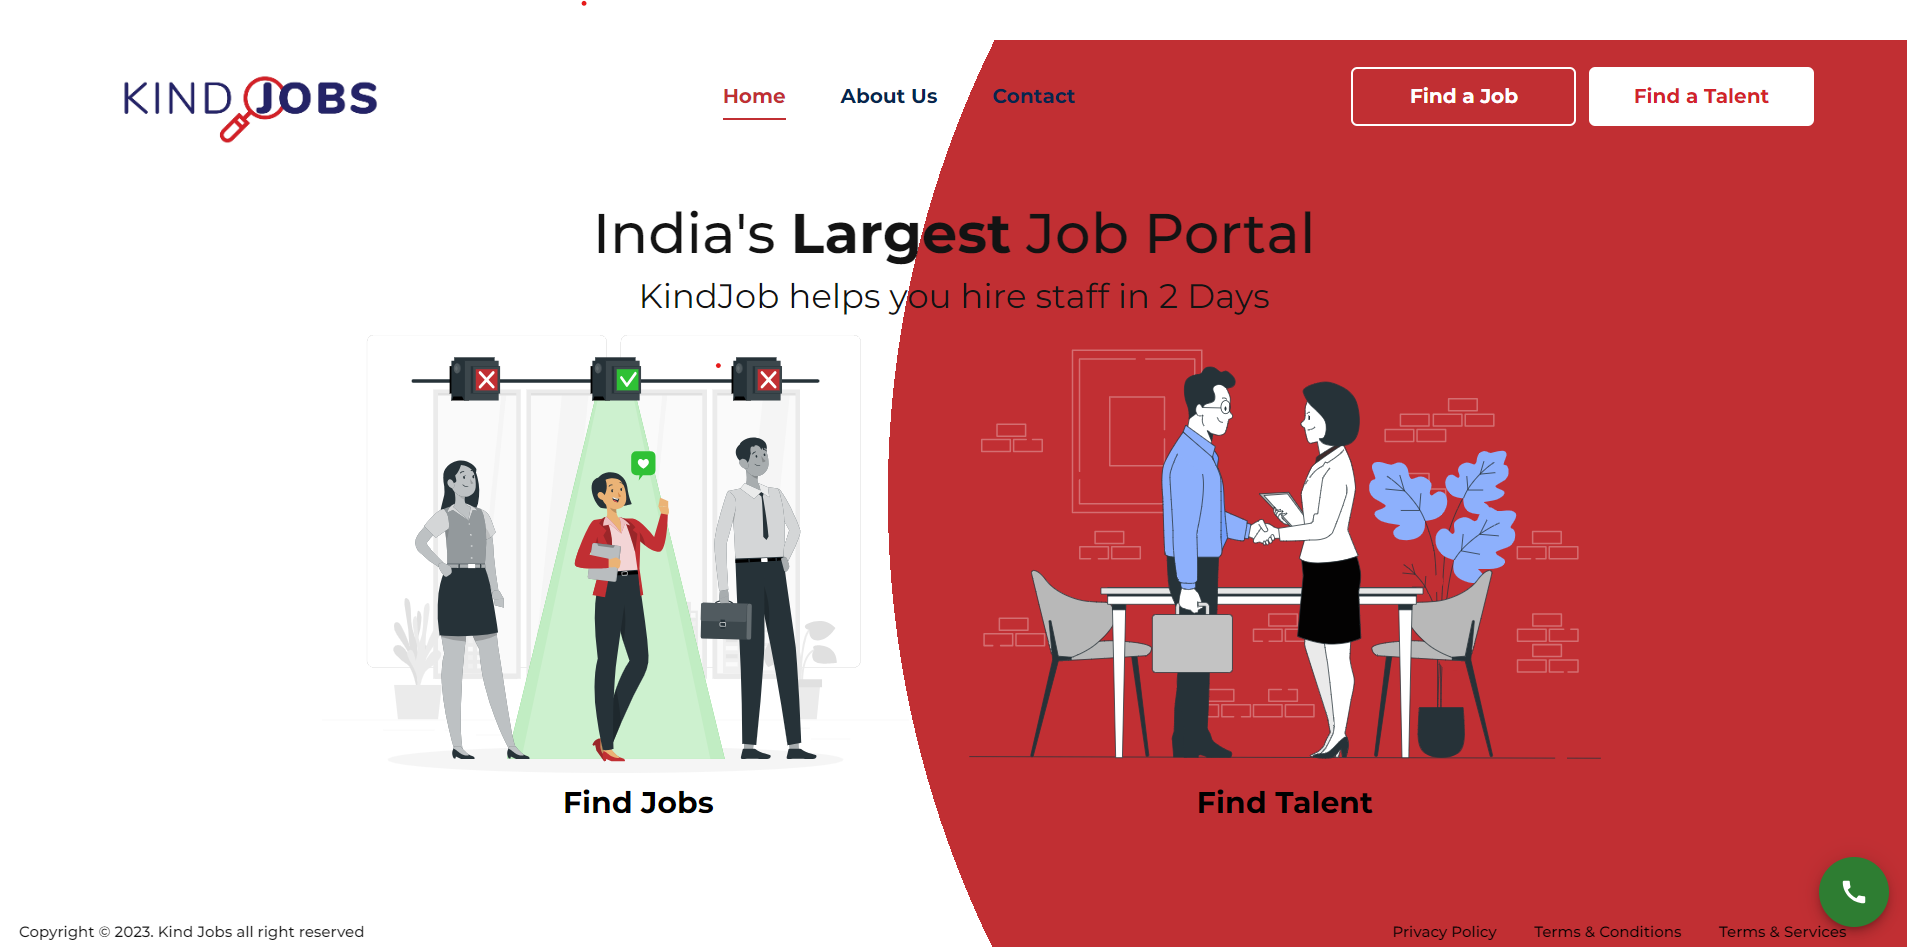 KIND JOBS
Home
About Us
Contact
Find a Job
Find a Talent
India's Largest Job Portal
KindJob helps you hire staff in 2 Days
Find Jobs
Find Talent
Copyright © 2023. Kind Jobs all right reserved
Privacy Policy
Terms & Conditions
Terms & Services